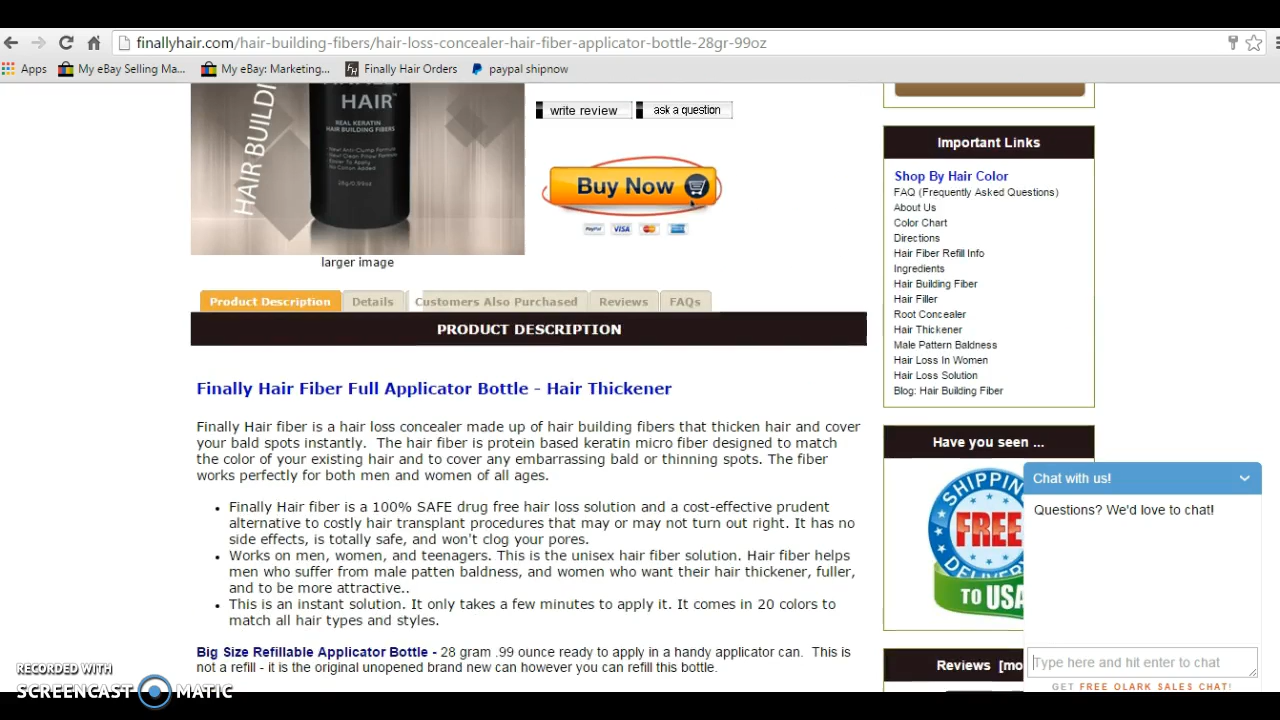 finallyhair.com/hair-building-fibers/hair-loss-concealer-hair-fiber-applicator-bottle-28gr-99oz
Apps My eBay Selling Ma... My eBay: Marketing... FH Finally Hair Orders paypal shipnow
HAIR BUILDI
HAIR™
REAL KERATIN
HAIR BUILDING FIBERS
New! Anti-Clump Formula
Easier To Apply
No Cotton Added
28g/0.99oz
larger image
write review ask a question
Buy Now
PayPal VISA
Product Description Details Customers Also Purchased Reviews FAQs
PRODUCT DESCRIPTION
Finally Hair Fiber Full Applicator Bottle - Hair Thickener
Finally Hair fiber is a hair loss concealer made up of hair building fibers that thicken hair and cover
your bald spots instantly. The hair fiber is protein based keratin micro fiber designed to match
the color of your existing hair and to cover any embarrassing bald or thinning spots. The fiber
works perfectly for both men and women of all ages.
Finally Hair fiber is a 100% SAFE drug free hair loss solution and a cost-effective prudent
alternative to costly hair transplant procedures that may or may not turn out right. It has no
side effects, is totally safe, and won't clog your pores.
Works on men, women, and teenagers. This is the unisex hair fiber solution. Hair fiber helps
men who suffer from male patten baldness, and women who want their hair thickener, fuller,
and to be more attractive..
This is an instant solution. It only takes a few minutes to apply it. It comes in 20 colors to
match all hair types and styles.
Big Size Refillable Applicator Bottle - 28 gram .99 ounce ready to apply in a handy applicator can. This is
not a refill - it is the original unopened brand new can however you can refill this bottle.
Important Links
Shop By Hair Color
FAQ (Frequently Asked Questions)
About Us
Color Chart
Directions
Hair Fiber Refill Info
Ingredients
Hair Building Fiber
Hair Filler
Root Concealer
Hair Thickener
Male Pattern Baldness
Hair Loss In Women
Hair Loss Solution
Blog: Hair Building Fiber
Have you seen ...
SHIPPING
FREE
DELIVERY
TO USA
Reviews [mo
Chat with us!
Questions? We'd love to chat!
Type here and hit enter to chat
GET FREE OLARK SALES CHAT!
RECORDED WITH
SCREENCAST MATIC